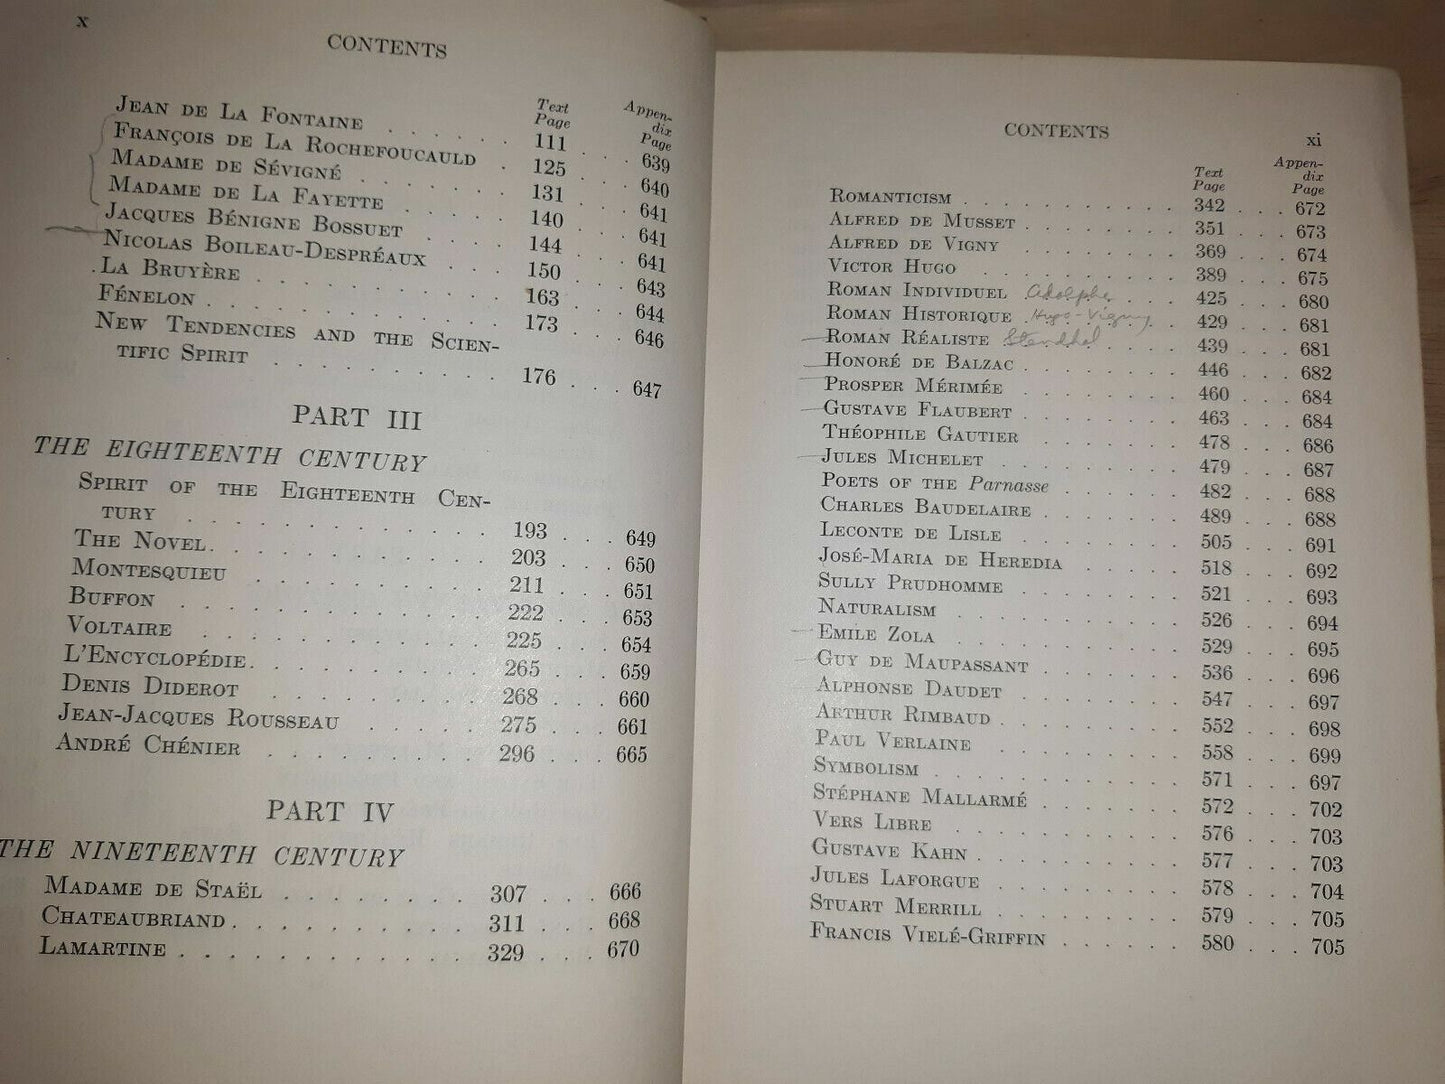 x
CONTENTS
Text Page
Appen-dix Page
JEAN DE LA FONTAINE . . . . . 111 . . . 639
FRANÇOIS DE LA ROCHEFOUCAULD . 125 . . . 640
MADAME DE SÉVIGNÉ . . . . . . 131 . . . 641
MADAME DE LA FAYETTE . . . . 140 . . . 641
JACQUES BÉNIGNE BOSSUET . . . 144 . . . 641
NICOLAS BOILEAU-DESPRÉAUX . . . 150 . . . 643
LA BRUYÈRE . . . . . . . . . 163 . . . 644
FÉNELON . . . . . . . . . . 173 . . . 646
NEW TENDENCIES AND THE SCIEN-
TIFIC SPIRIT . . . . . . . . . 176 . . . 647
PART III
THE EIGHTEENTH CENTURY
SPIRIT OF THE EIGHTEENTH CEN-
TURY . . . . . . . . . . . 193 . . . 649
THE NOVEL . . . . . . . . . . 203 . . . 650
MONTESQUIEU . . . . . . . . . 211 . . . 651
BUFFON . . . . . . . . . . . 222 . . . 653
VOLTAIRE . . . . . . . . . . 225 . . . 654
L'ENCYCLOPÉDIE . . . . . . . . 265 . . . 659
DENIS DIDEROT . . . . . . . . 268 . . . 660
JEAN-JACQUES ROUSSEAU . . . . . 275 . . . 661
ANDRÉ CHÉNIER . . . . . . . . 296 . . . 665
PART IV
THE NINETEENTH CENTURY
MADAME DE STAËL . . . . . . . 307 . . . 666
CHATEAUBRIAND . . . . . . . . 311 . . . 668
LAMARTINE . . . . . . . . . . 329 . . . 670
CONTENTS
xi
Text Page
Appen-dix Page
ROMANTICISM . . . . . . . . . 342 . . . 672
ALFRED DE MUSSET . . . . . . . 351 . . . 673
ALFRED DE VIGNY . . . . . . . 369 . . . 674
VICTOR HUGO . . . . . . . . . 389 . . . 675
ROMAN INDIVIDUEL Adolphe . . 425 . . . 680
ROMAN HISTORIQUE Hugo-Vigny . 429 . . . 681
ROMAN RÉALISTE Stendhal . . . 439 . . . 681
HONORÉ DE BALZAC . . . . . . . 446 . . . 682
PROSPER MÉRIMÉE . . . . . . . 460 . . . 684
GUSTAVE FLAUBERT . . . . . . . 463 . . . 684
THÉOPHILE GAUTIER . . . . . . 478 . . . 686
JULES MICHELET . . . . . . . . 479 . . . 687
POETS OF THE Parnasse . . . . . 482 . . . 688
CHARLES BAUDELAIRE . . . . . . 489 . . . 688
LECONTE DE LISLE . . . . . . . 505 . . . 691
JOSÉ-MARIA DE HEREDIA . . . . . 518 . . . 692
SULLY PRUDHOMME . . . . . . . 521 . . . 693
NATURALISM . . . . . . . . . 526 . . . 694
EMILE ZOLA . . . . . . . . . 529 . . . 695
GUY DE MAUPASSANT . . . . . . 536 . . . 696
ALPHONSE DAUDET . . . . . . . 547 . . . 697
ARTHUR RIMBAUD . . . . . . . . 552 . . . 698
PAUL VERLAINE . . . . . . . . 558 . . . 699
SYMBOLISM . . . . . . . . . . 571 . . . 697
STÉPHANE MALLARMÉ . . . . . . 572 . . . 702
VERS LIBRE . . . . . . . . . 576 . . . 703
GUSTAVE KAHN . . . . . . . . . 577 . . . 703
JULES LAFORGUE . . . . . . . . 578 . . . 704
STUART MERRILL . . . . . . . . 579 . . . 705
FRANCIS VIELÉ-GRIFFIN . . . . . 580 . . . 705